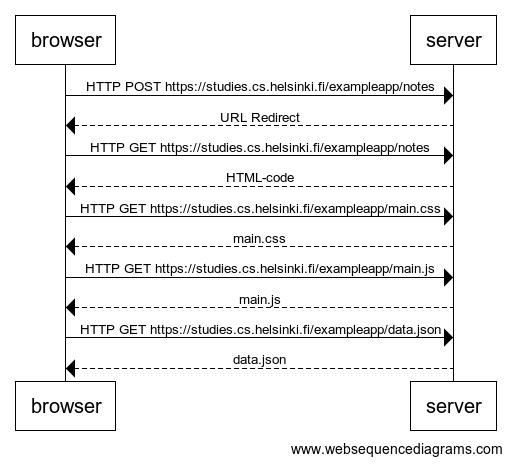 browser server
HTTP POST https://studies.cs.helsinki.fi/exampleapp/notes
URL Redirect
HTTP GET https://studies.cs.helsinki.fi/exampleapp/notes
HTML-code
HTTP GET https://studies.cs.helsinki.fi/exampleapp/main.css
main.css
HTTP GET https://studies.cs.helsinki.fi/exampleapp/main.js
main.js
HTTP GET https://studies.cs.helsinki.fi/exampleapp/data.json
data.json
browser server
www.websequencediagrams.com